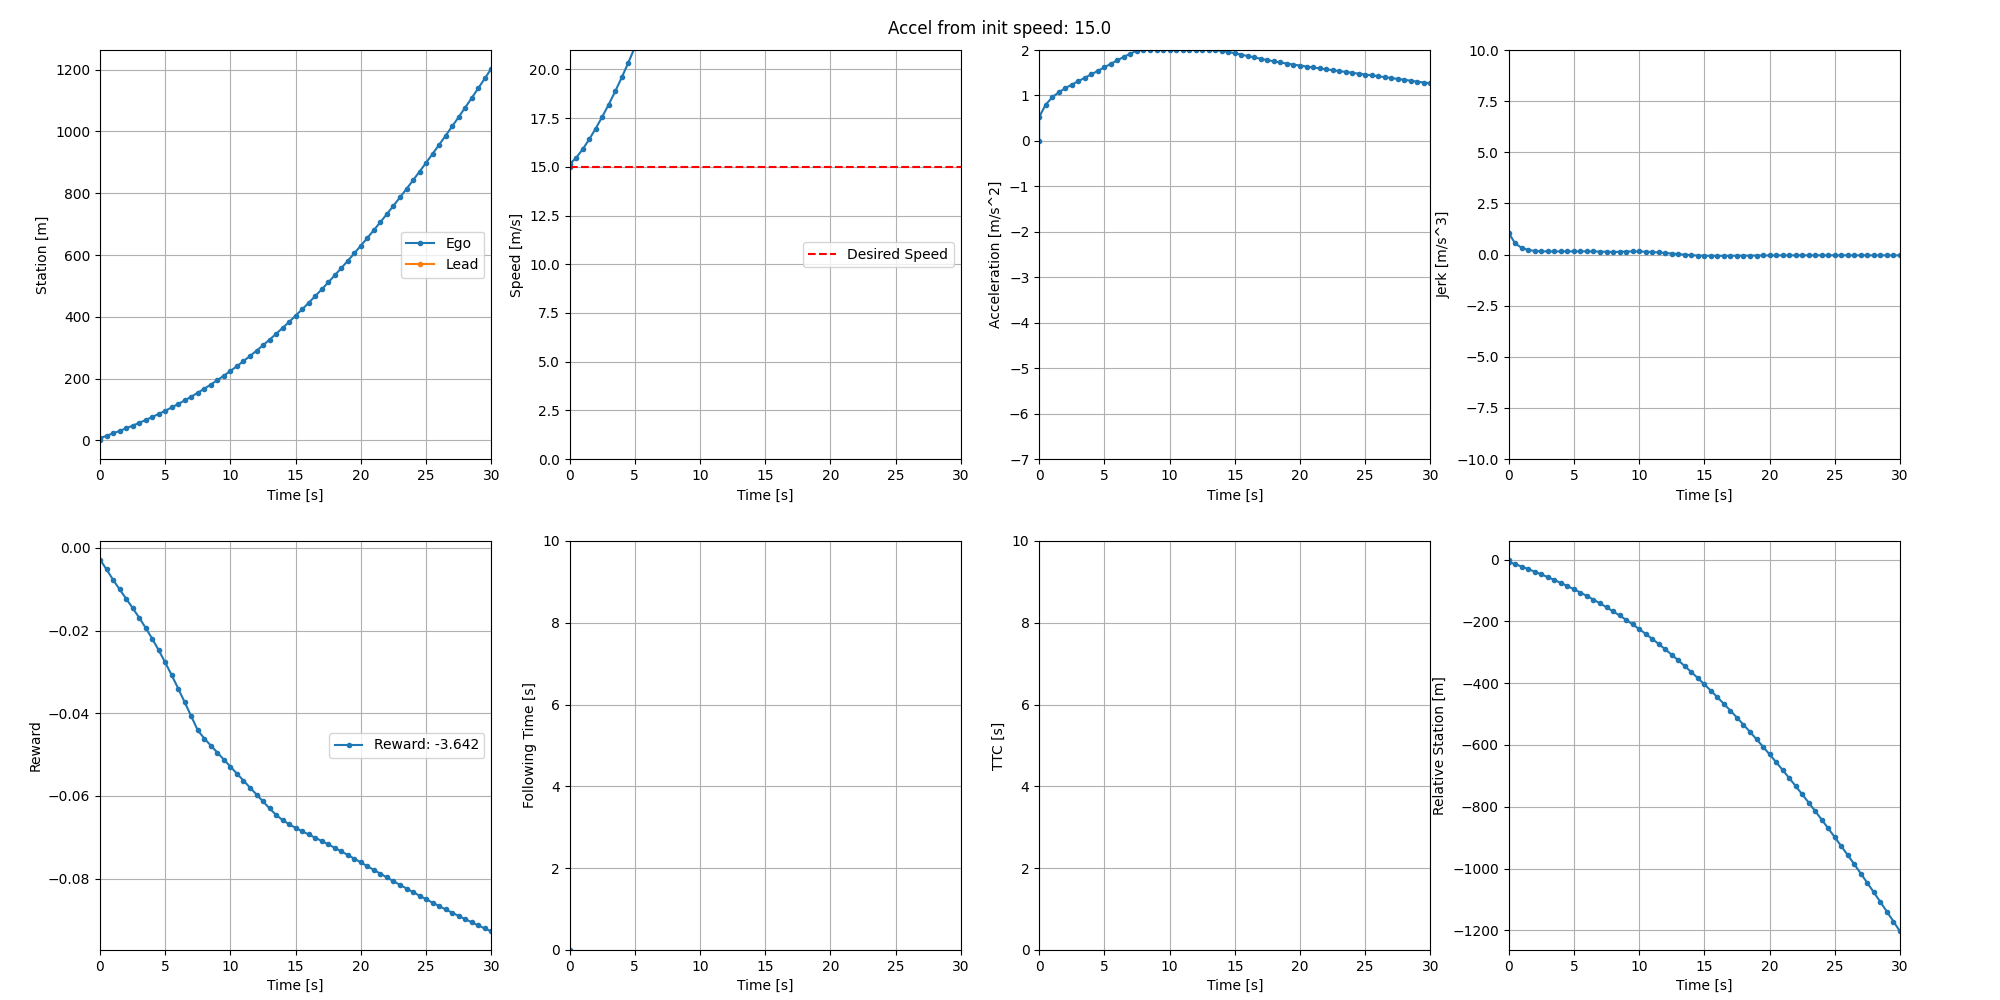 Accel from init speed: 15.0
1200
1000
800
600
400
200
0
Station [m]
Ego
Lead
0 5 10 15 20 25 30
Time [s]
20.0
17.5
15.0
12.5
10.0
7.5
5.0
2.5
0.0
Speed [m/s]
Desired Speed
0 5 10 15 20 25 30
Time [s]
2
1
0
−1
−2
−3
−4
−5
−6
−7
Acceleration [m/s^2]
0 5 10 15 20 25 30
Time [s]
10.0
7.5
5.0
2.5
0.0
−2.5
−5.0
−7.5
−10.0
Jerk [m/s^3]
0 5 10 15 20 25 30
Time [s]
0.00
−0.02
−0.04
−0.06
−0.08
Reward
Reward: -3.642
0 5 10 15 20 25 30
Time [s]
10
8
6
4
2
0
Following Time [s]
0 5 10 15 20 25 30
Time [s]
10
8
6
4
2
0
TTC [s]
0 5 10 15 20 25 30
Time [s]
0
−200
−400
−600
−800
−1000
−1200
Relative Station [m]
0 5 10 15 20 25 30
Time [s]